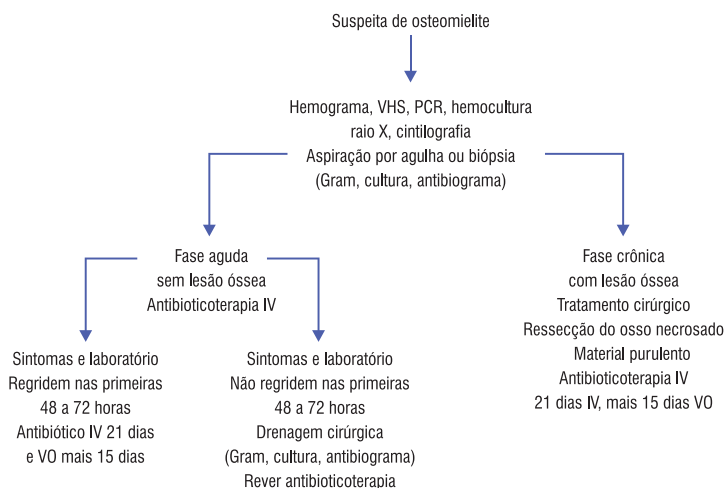 Suspeita de osteomielite
Hemograma, VHS, PCR, hemocultura
raio X, cintilografia
Aspiração por agulha ou biópsia
(Gram, cultura, antibiograma)
Fase aguda
sem lesão óssea
Antibioticoterapia IV
Fase crônica
com lesão óssea
Tratamento cirúrgico
Ressecção do osso necrosado
Material purulento
Antibioticoterapia IV
21 dias IV, mais 15 dias VO
Sintomas e laboratório
Regridem nas primeiras
48 a 72 horas
Antibiótico IV 21 dias
e VO mais 15 dias
Sintomas e laboratório
Não regridem nas primeiras
48 a 72 horas
Drenagem cirúrgica
(Gram, cultura, antibiograma)
Rever antibioticoterapia